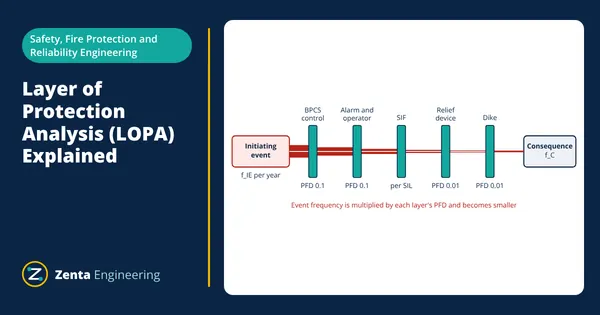 Safety, Fire Protection and
Reliability Engineering
Layer of
Protection
Analysis (LOPA)
Explained
Zenta Engineering
BPCS
control
Alarm and
operator
SIF
Relief
device
Dike
Initiating
event
Consequence
f_C
f_IE per year
PFD 0.1
PFD 0.1
per SIL
PFD 0.01
PFD 0.01
Event frequency is multiplied by each layer's PFD and becomes smaller